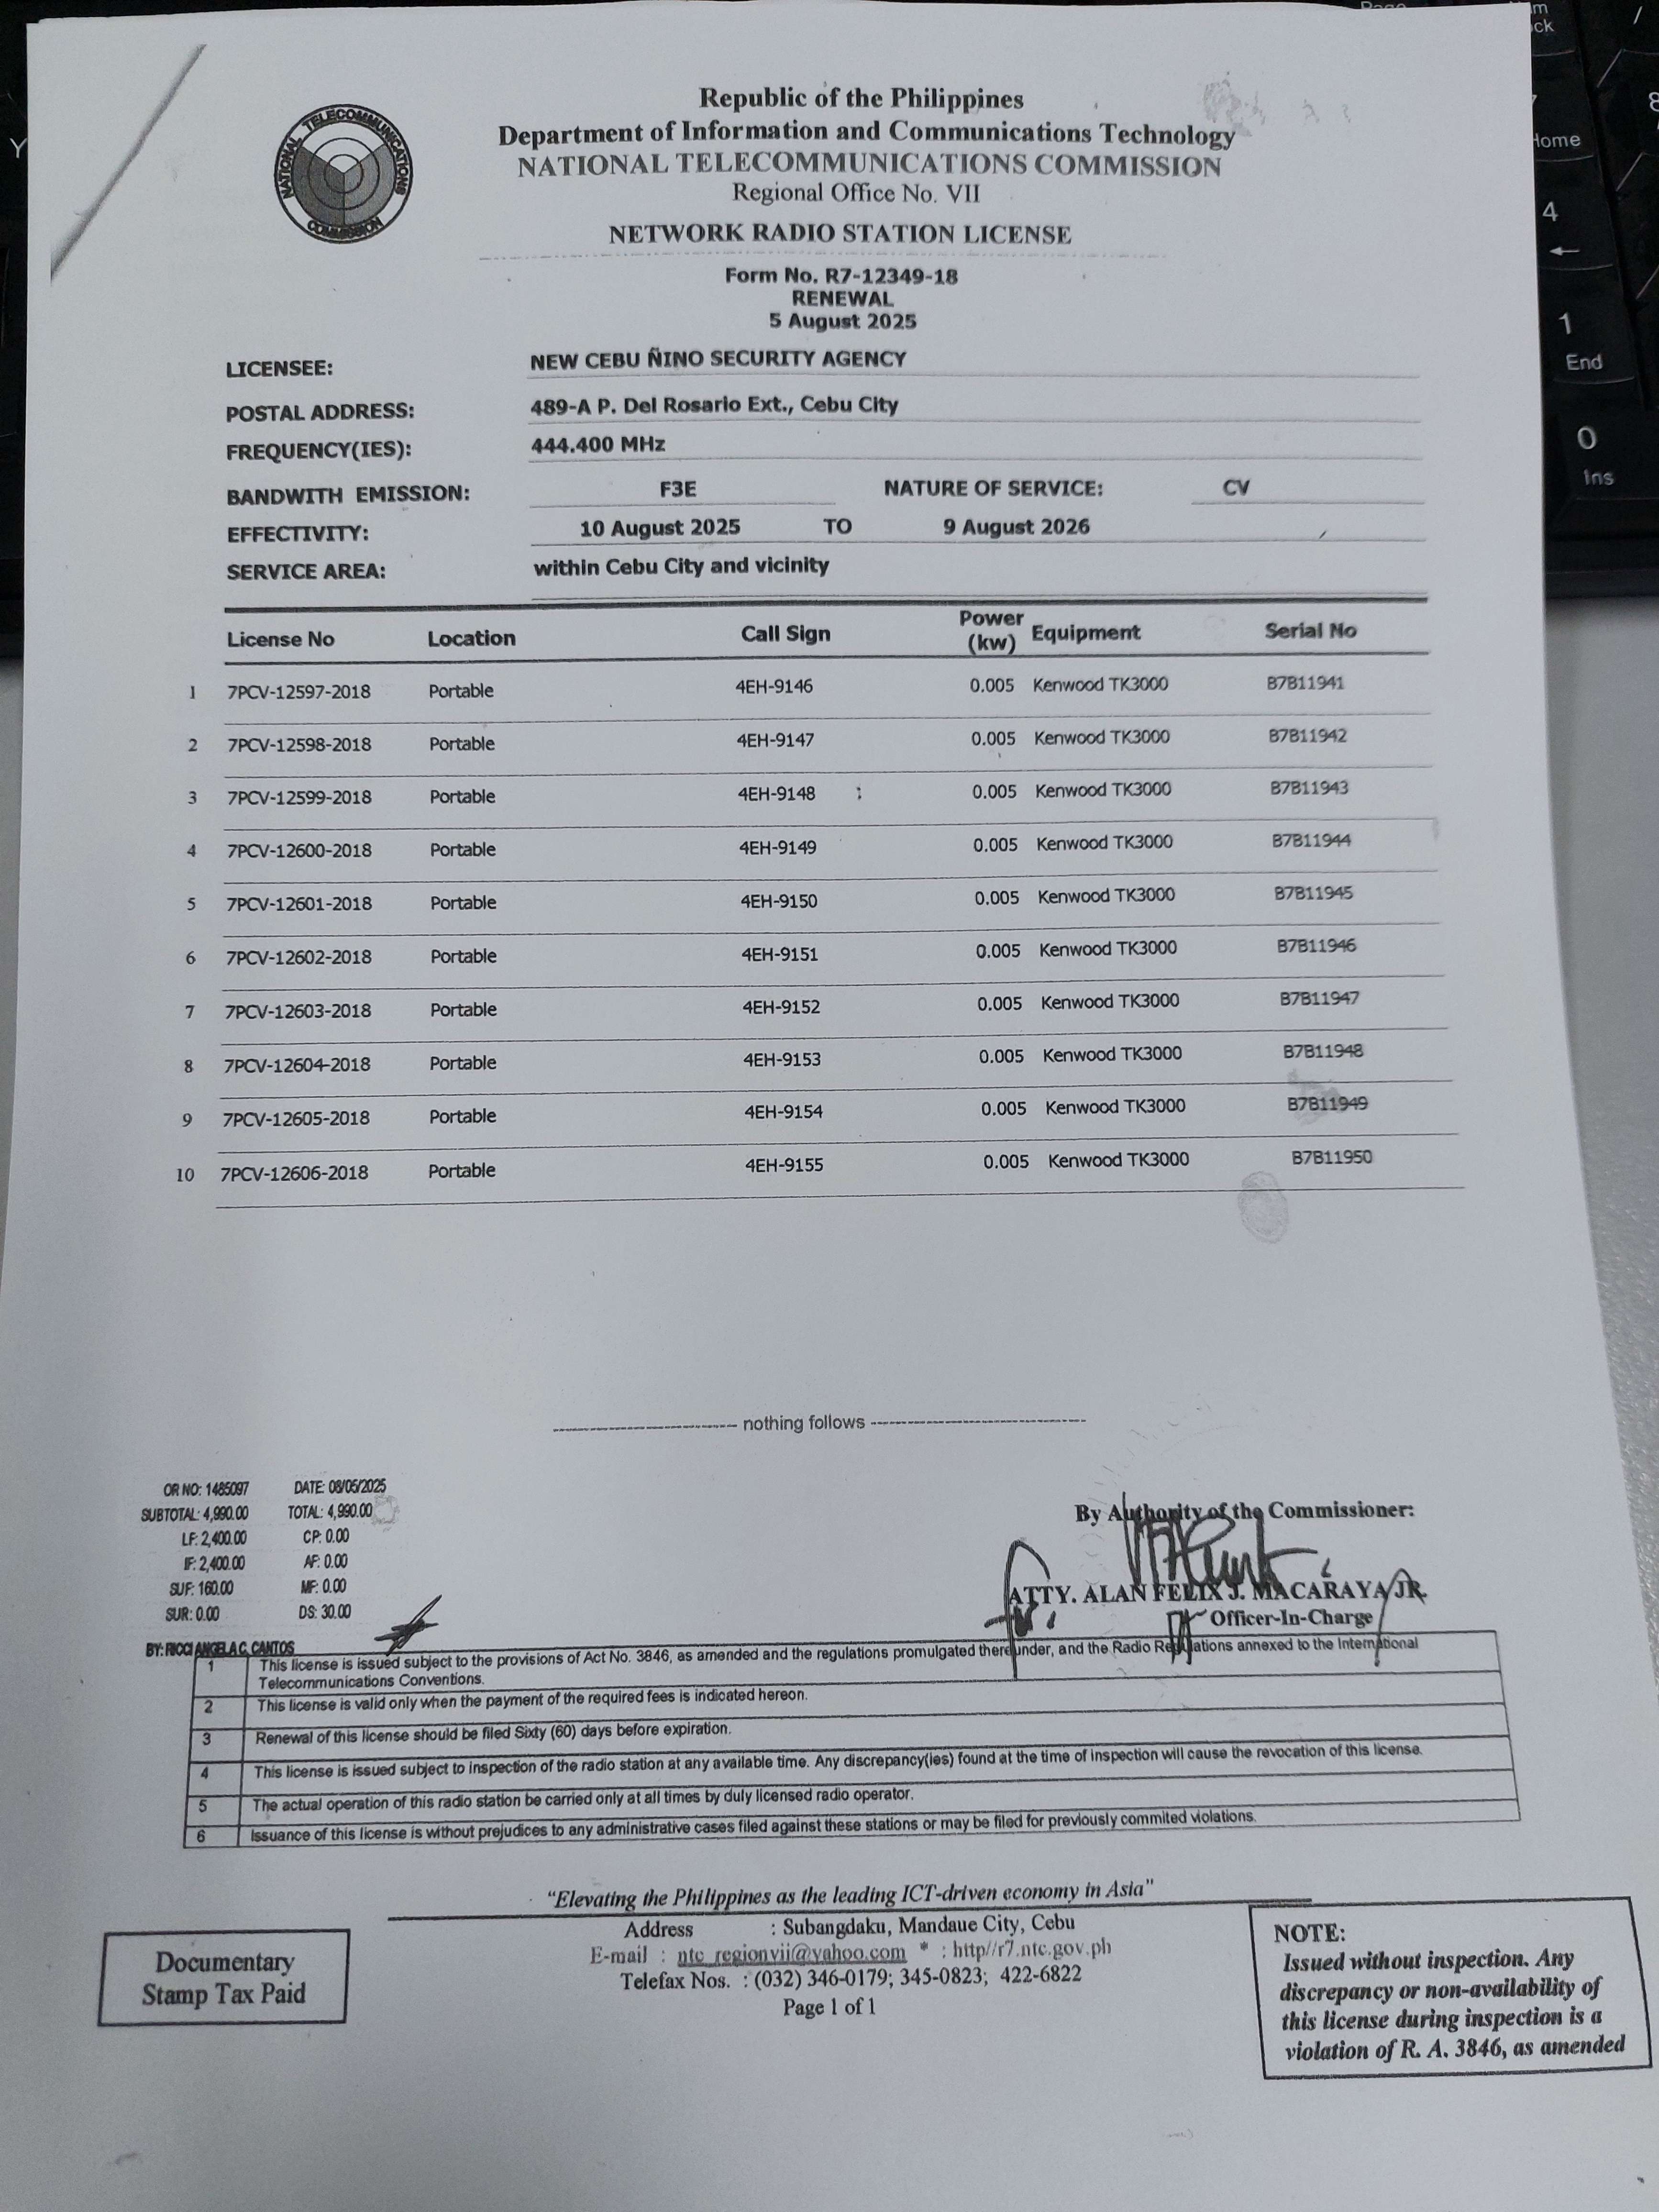 NATIONAL TELECOMMUNICATIONS
COMMISSION
Republic of the Philippines
Department of Information and Communications Technology
NATIONAL TELECOMMUNICATIONS COMMISSION
Regional Office No. VII
NETWORK RADIO STATION LICENSE
Form No. R7-12349-18
RENEWAL
5 August 2025
LICENSEE: NEW CEBU ÑINO SECURITY AGENCY
POSTAL ADDRESS: 489-A P. Del Rosario Ext., Cebu City
FREQUENCY(IES): 444.400 MHz
BANDWITH EMISSION: F3E NATURE OF SERVICE: CV
EFFECTIVITY: 10 August 2025 TO 9 August 2026
SERVICE AREA: within Cebu City and vicinity
License No Location Call Sign Power (kw) Equipment Serial No
1 7PCV-12597-2018 Portable 4EH-9146 0.005 Kenwood TK3000 B7B11941
2 7PCV-12598-2018 Portable 4EH-9147 0.005 Kenwood TK3000 B7B11942
3 7PCV-12599-2018 Portable 4EH-9148 0.005 Kenwood TK3000 B7B11943
4 7PCV-12600-2018 Portable 4EH-9149 0.005 Kenwood TK3000 B7B11944
5 7PCV-12601-2018 Portable 4EH-9150 0.005 Kenwood TK3000 B7B11945
6 7PCV-12602-2018 Portable 4EH-9151 0.005 Kenwood TK3000 B7B11946
7 7PCV-12603-2018 Portable 4EH-9152 0.005 Kenwood TK3000 B7B11947
8 7PCV-12604-2018 Portable 4EH-9153 0.005 Kenwood TK3000 B7B11948
9 7PCV-12605-2018 Portable 4EH-9154 0.005 Kenwood TK3000 B7B11949
10 7PCV-12606-2018 Portable 4EH-9155 0.005 Kenwood TK3000 B7B11950
------------------------------ nothing follows -----------------------------------
OR NO: 1485097 DATE: 08/05/2025
SUBTOTAL: 4,990.00 TOTAL: 4,990.00
LF: 2,400.00 CP: 0.00
IF: 2,400.00 AF: 0.00
SUF: 160.00 MF: 0.00
SUR: 0.00 DS: 30.00
BY: RICCI ANGELA C. CANTOS
By Authority of the Commissioner:
ATTY. ALAN FELIX J. MACARAYA JR.
Officer-In-Charge
1 This license is issued subject to the provisions of Act No. 3846, as amended and the regulations promulgated thereunder, and the Radio Regulations annexed to the International
Telecommunications Conventions.
2 This license is valid only when the payment of the required fees is indicated hereon.
3 Renewal of this license should be filed Sixty (60) days before expiration.
4 This license is issued subject to inspection of the radio station at any available time. Any discrepancy(ies) found at the time of inspection will cause the revocation of this license.
5 The actual operation of this radio station be carried only at all times by duly licensed radio operator.
6 Issuance of this license is without prejudices to any administrative cases filed against these stations or may be filed for previously commited violations.
"Elevating the Philippines as the leading ICT-driven economy in Asia"
Address : Subangdaku, Mandaue City, Cebu
E-mail : ntc_regionvii@yahoo.com * : http//r7.ntc.gov.ph
Telefax Nos. : (032) 346-0179; 345-0823; 422-6822
Page 1 of 1
Documentary
Stamp Tax Paid
NOTE:
Issued without inspection. Any
discrepancy or non-availability of
this license during inspection is a
violation of R. A. 3846, as amended
Home
4
1
End
0
Ins
8
Y